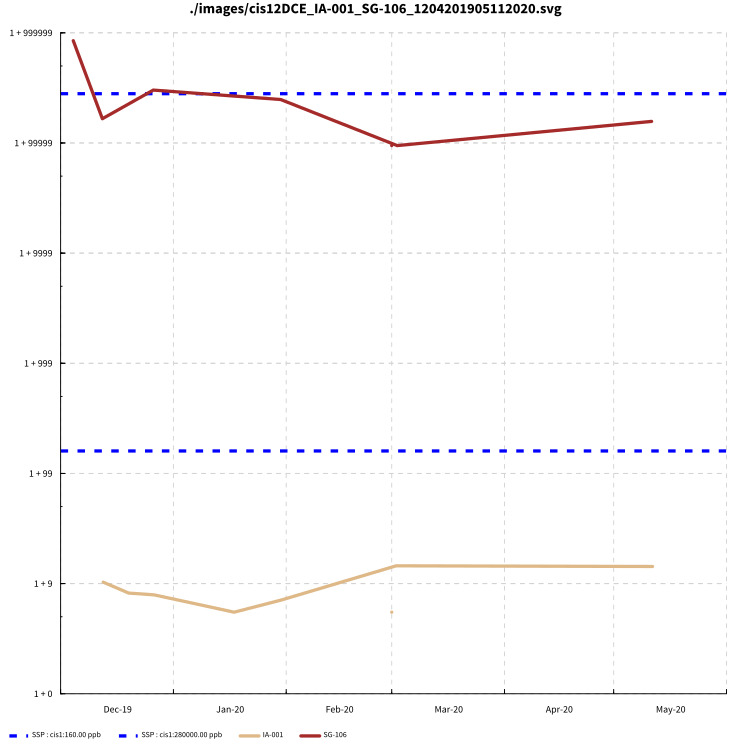 ./images/cis12DCE_IA-001_SG-106_1204201905112020.svg
1+999999
1+99999
1+9999
1+999
1+99
1+9
1+0
Dec-19 Jan-20 Feb-20 Mar-20 Apr-20 May-20
SSP : cis1:160.00 ppb SSP : cis1:280000.00 ppb IA-001 SG-106